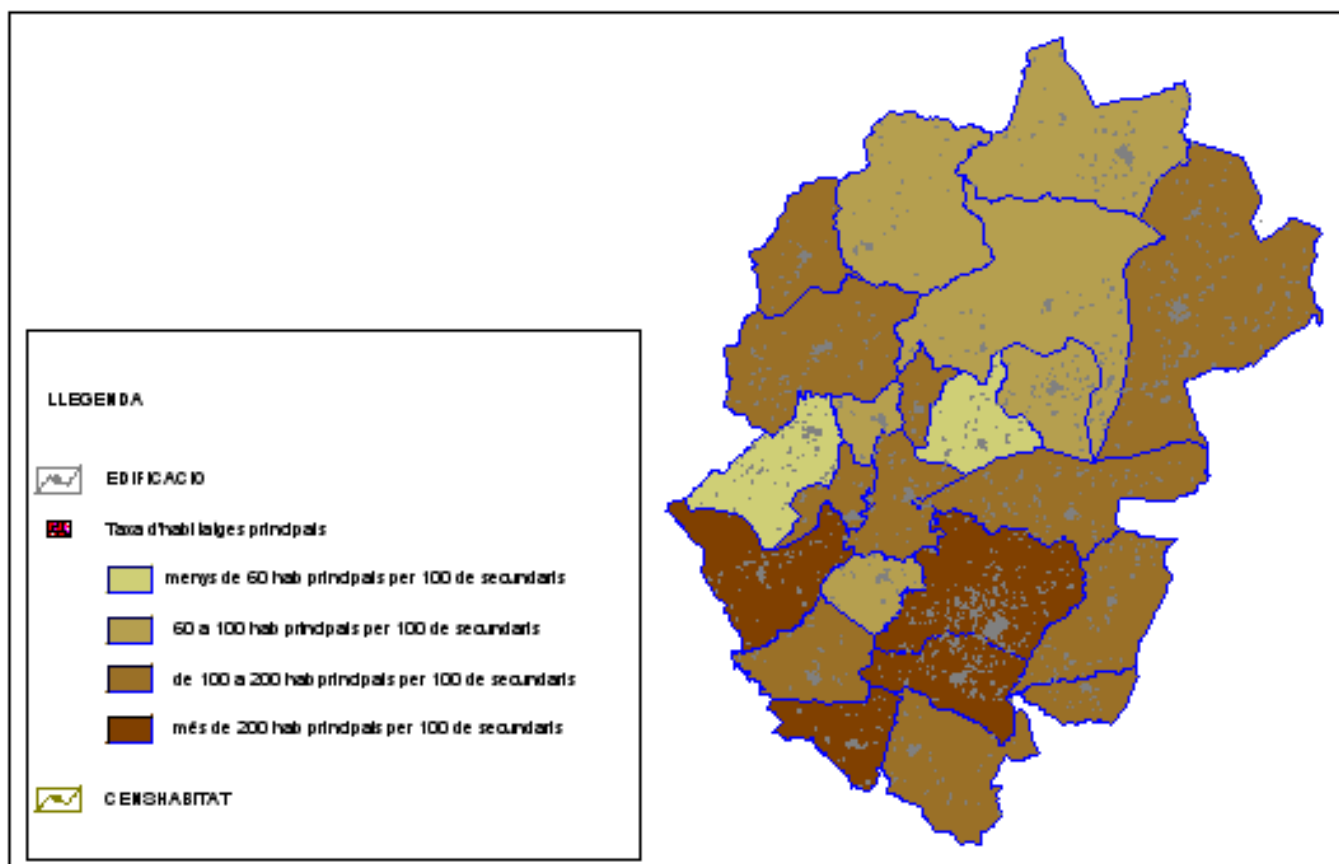 LLEGENDA
EDIFICACIO
Taxa d'habitatges principals
menys de 60 hab principals per 100 de secundaris
60 a 100 hab principals per 100 de secundaris
de 100 a 200 hab principals per 100 de secundaris
més de 200 hab principals per 100 de secundaris
CENSHABITAT